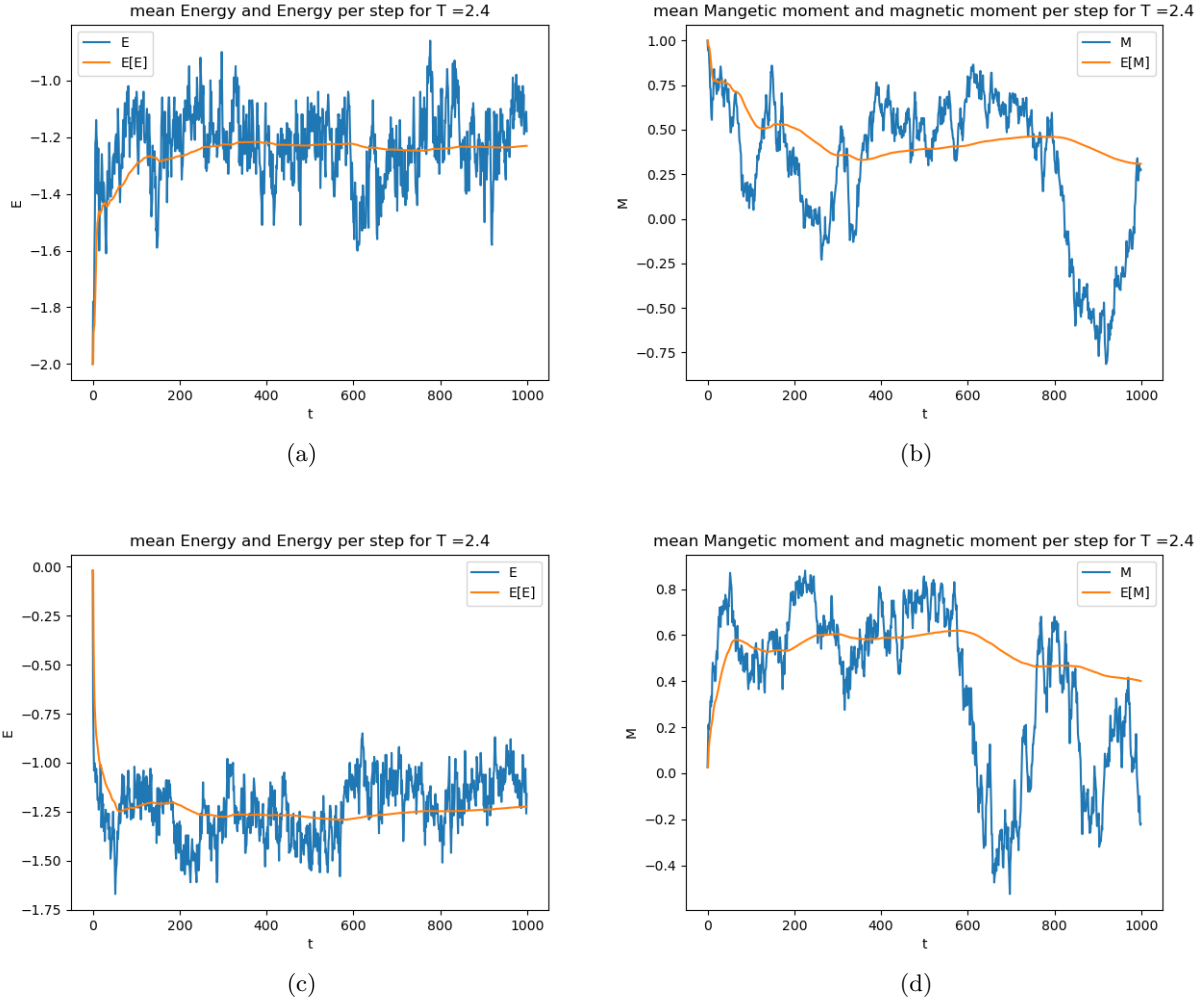 mean Energy and Energy per step for T =2.4
E
E[E]
−1.0
−1.2
−1.4
−1.6
−1.8
−2.0
E
0 200 400 600 800 1000
t
(a)
mean Mangetic moment and magnetic moment per step for T =2.4
M
E[M]
1.00
0.75
0.50
0.25
0.00
−0.25
−0.50
−0.75
M
0 200 400 600 800 1000
t
(b)
mean Energy and Energy per step for T =2.4
E
E[E]
0.00
−0.25
−0.50
−0.75
−1.00
−1.25
−1.50
−1.75
E
0 200 400 600 800 1000
t
(c)
mean Mangetic moment and magnetic moment per step for T =2.4
M
E[M]
0.8
0.6
0.4
0.2
0.0
−0.2
−0.4
M
0 200 400 600 800 1000
t
(d)